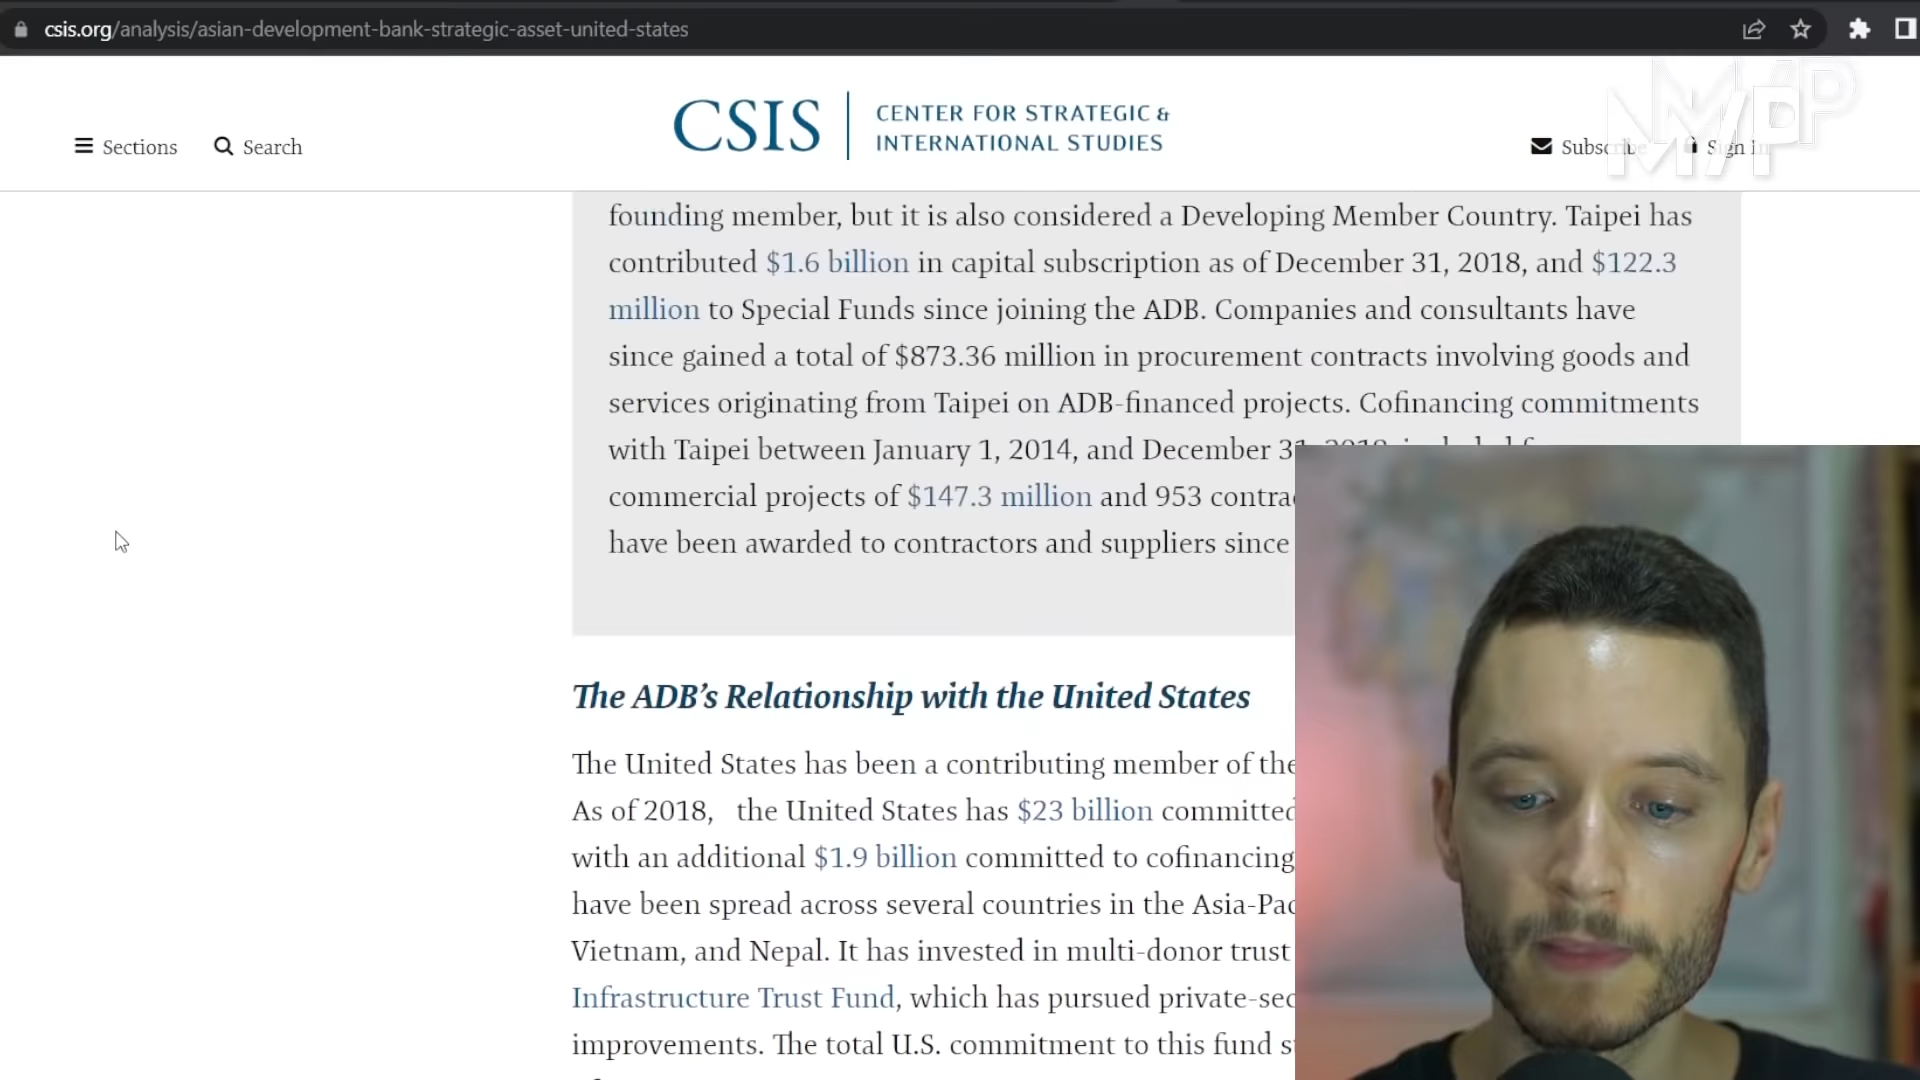 csis.org/analysis/asian-development-bank-strategic-asset-united-states
Sections
Search
CSIS
CENTER FOR STRATEGIC &
INTERNATIONAL STUDIES
Subscribe
Sign in
founding member, but it is also considered a Developing Member Country. Taipei has
contributed $1.6 billion in capital subscription as of December 31, 2018, and $122.3
million to Special Funds since joining the ADB. Companies and consultants have
since gained a total of $873.36 million in procurement contracts involving goods and
services originating from Taipei on ADB-financed projects. Cofinancing commitments
with Taipei between January 1, 2014, and December 31, 2018, included
commercial projects of $147.3 million and 953
have been awarded to contractors and suppliers since
The ADB’s Relationship with the United States
The United States has been a contributing member of the
As of 2018, the United States has $23 billion committed
with an additional $1.9 billion committed to cofinancing
have been spread across several countries in the
Vietnam, and Nepal. It has invested in multi-donor trust
Infrastructure Trust Fund, which has pursued
improvements. The total U.S. commitment to this fund